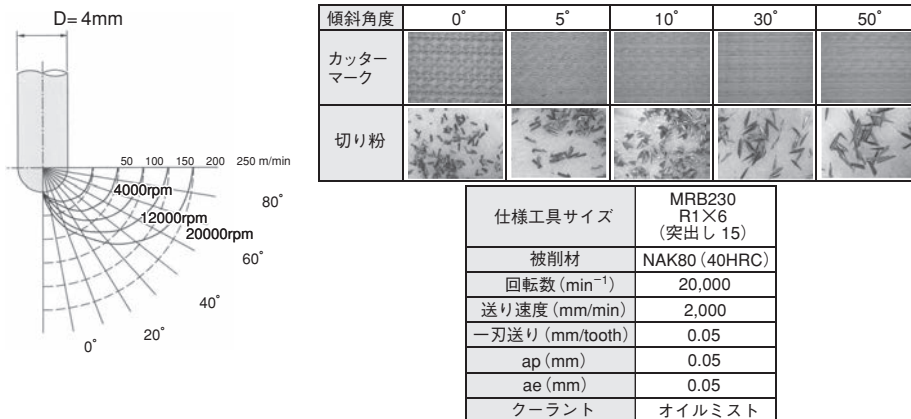 D= 4mm
50 100 150 200 250 m/min
4000rpm
12000rpm
20000rpm
80°
60°
40°
20°
0°
傾斜角度 0° 5° 10° 30° 50°
カッター
マーク
切り粉
仕様工具サイズ MRB230
R1×6
(突出し 15)
被削材 NAK80 (40HRC)
回転数 (min⁻¹) 20,000
送り速度 (mm/min) 2,000
一刃送り (mm/tooth) 0.05
ap (mm) 0.05
ae (mm) 0.05
クーラント オイルミスト